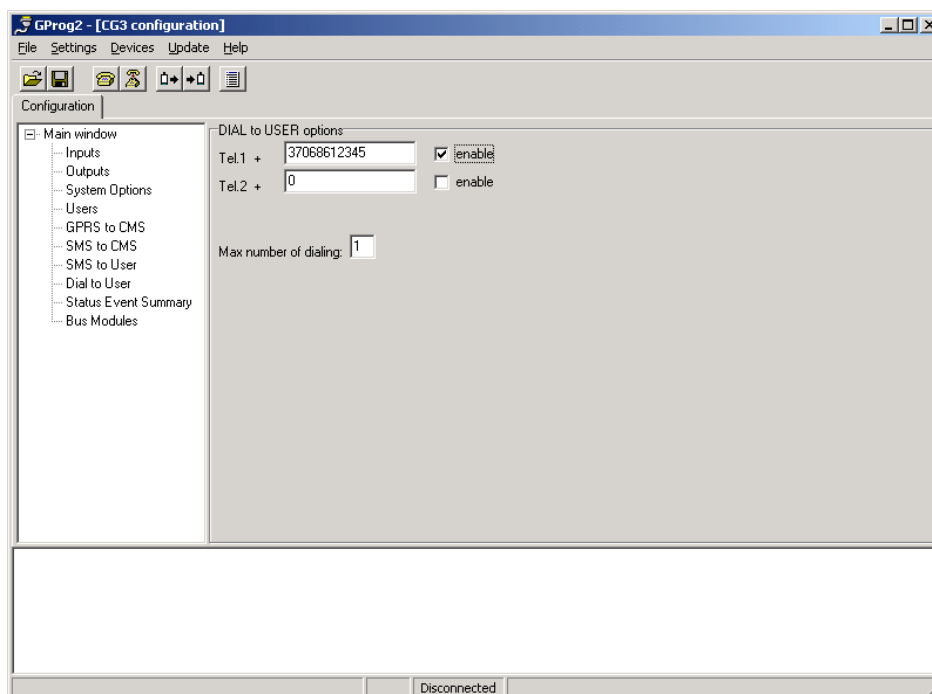 GProg2 - [CG3 configuration]
File Settings Devices Update Help
Configuration
Main window
Inputs
Outputs
System Options
Users
GPRS to CMS
SMS to CMS
SMS to User
Dial to User
Status Event Summary
Bus Modules
DIAL to USER options
Tel.1 + 37068612345 enable
Tel.2 + 0 enable
Max number of dialing: 1
Disconnected